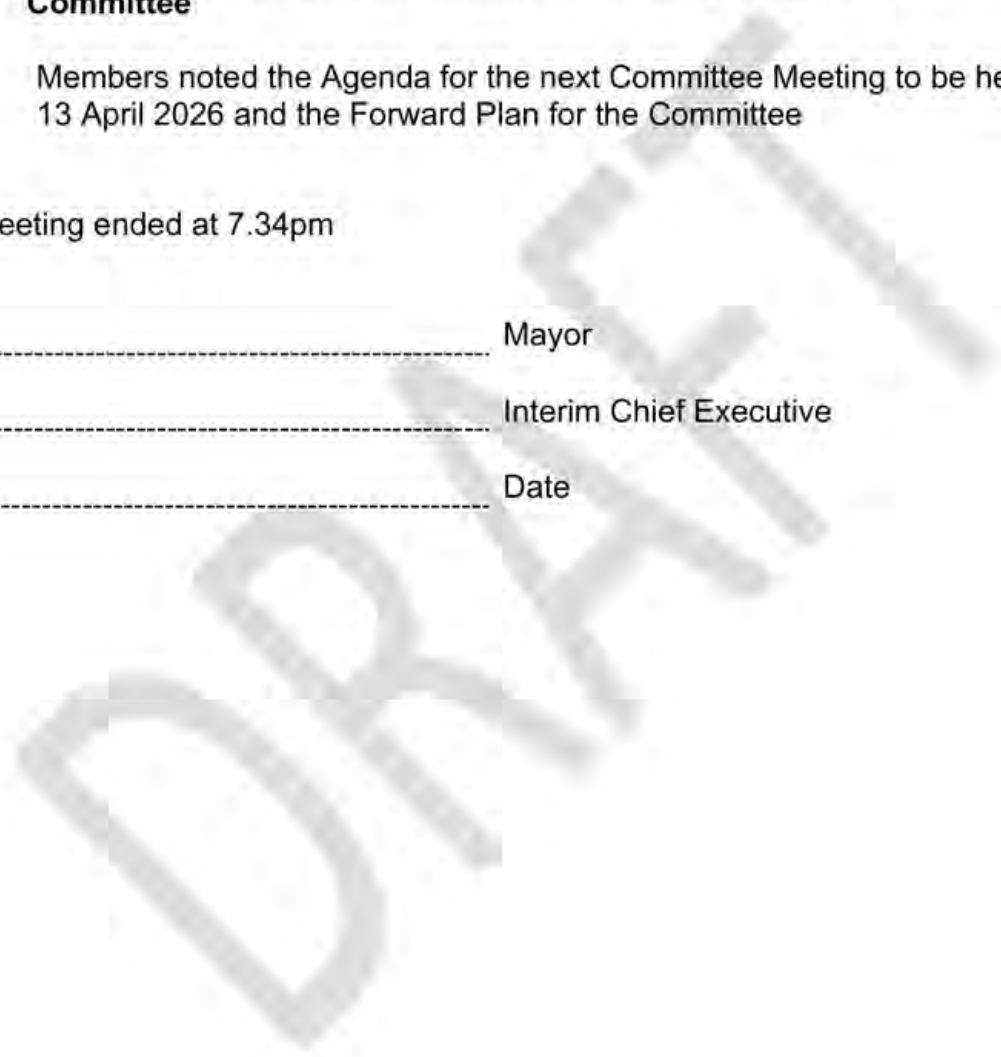 Committee
Members noted the Agenda for the next Committee Meeting to be he
13 April 2026 and the Forward Plan for the Committee
eeting ended at 7.34pm
Mayor
Interim Chief Executive
Date
DRAFT